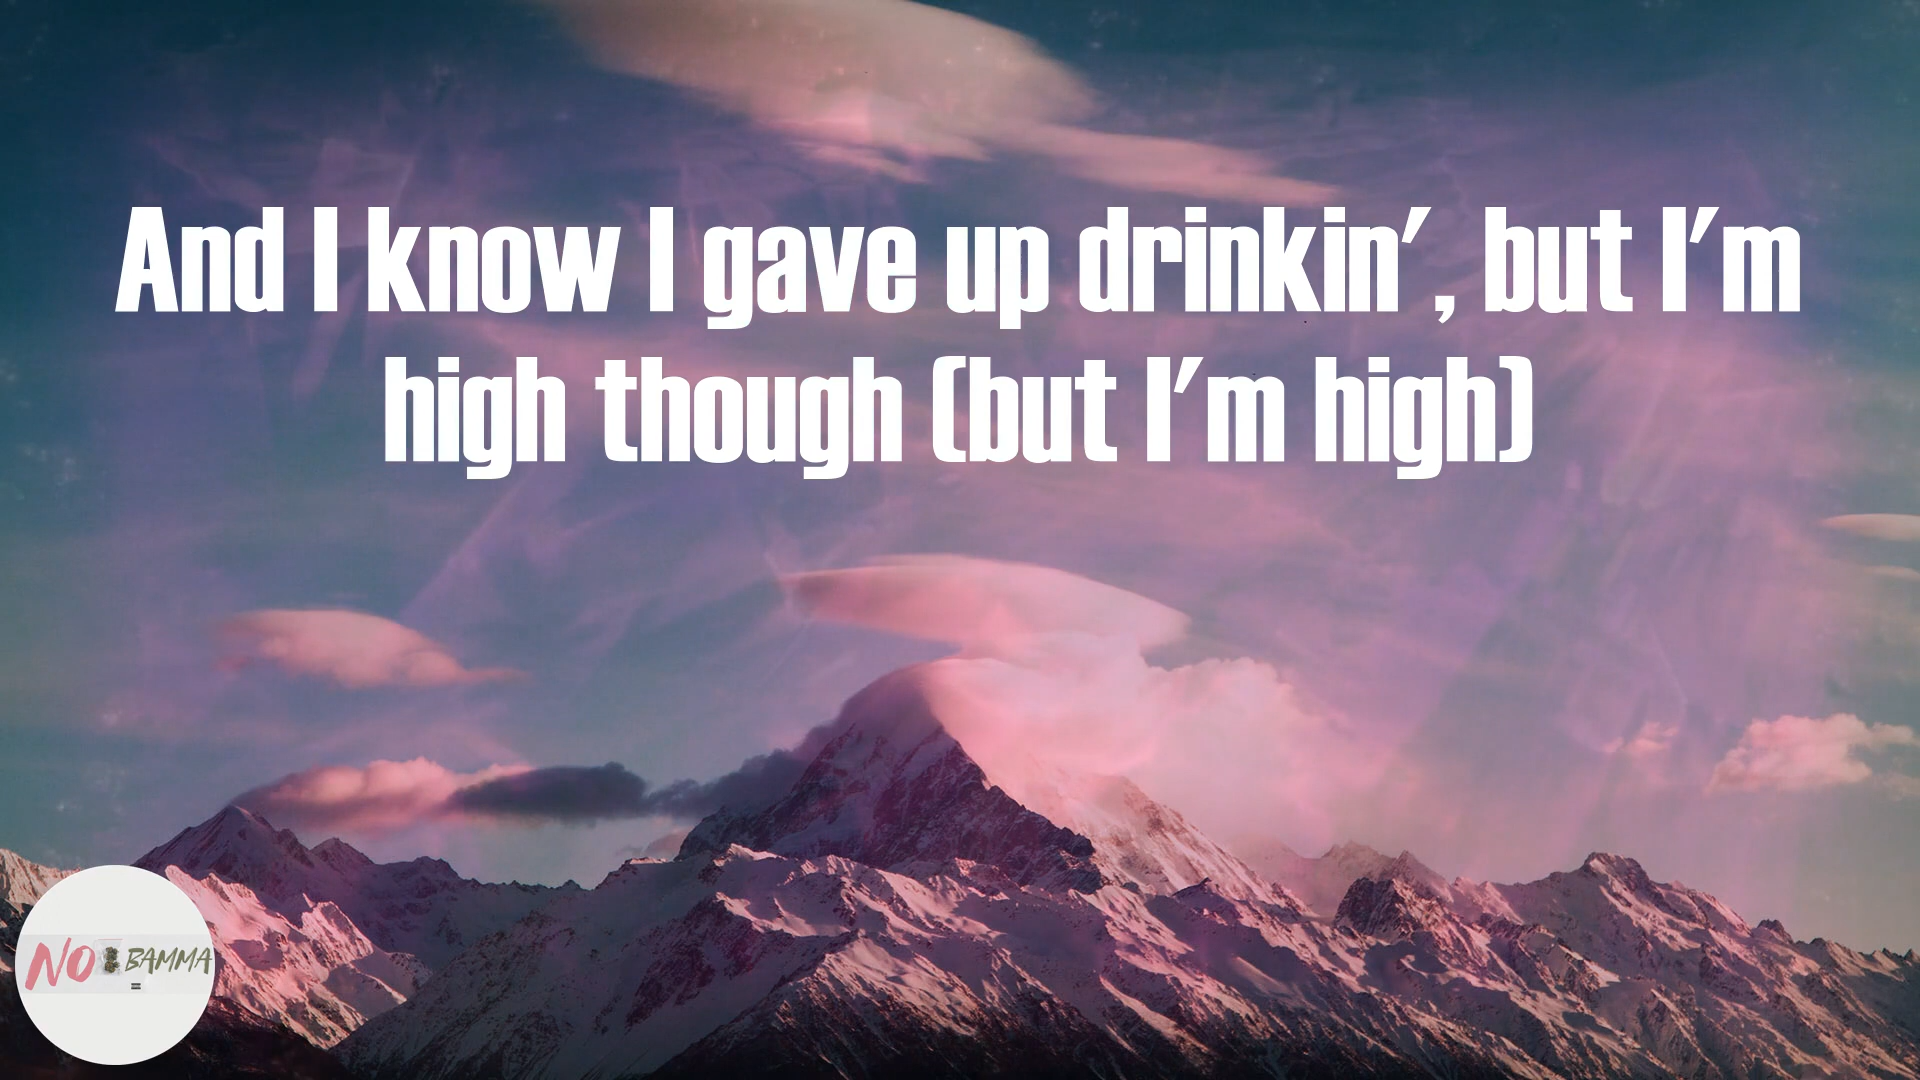 And I know I gave up drinkin', but I'm
high though (but I'm high)
NO BAMMA